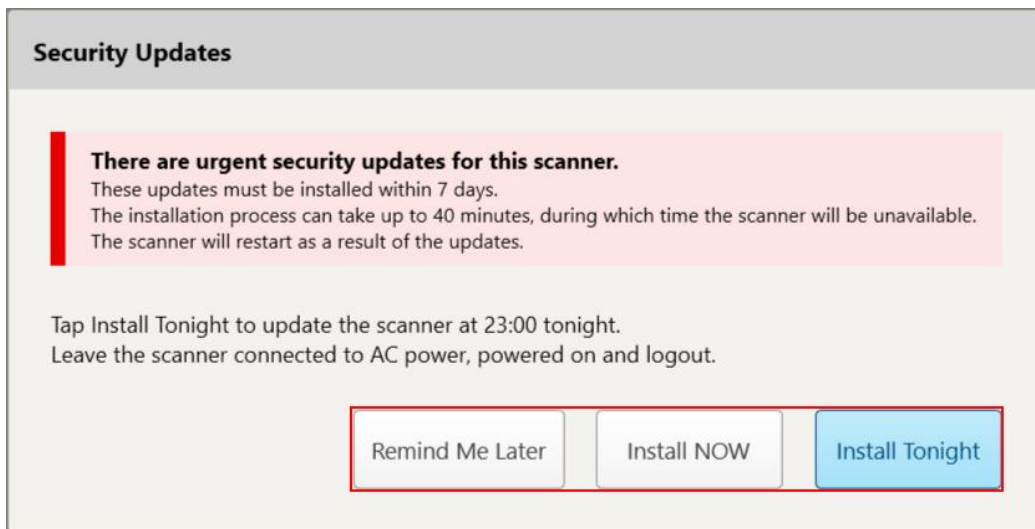 Security Updates
There are urgent security updates for this scanner.
These updates must be installed within 7 days.
The installation process can take up to 40 minutes, during which time the scanner will be unavailable.
The scanner will restart as a result of the updates.
Tap Install Tonight to update the scanner at 23:00 tonight.
Leave the scanner connected to AC power, powered on and logout.
Remind Me Later
Install NOW
Install Tonight